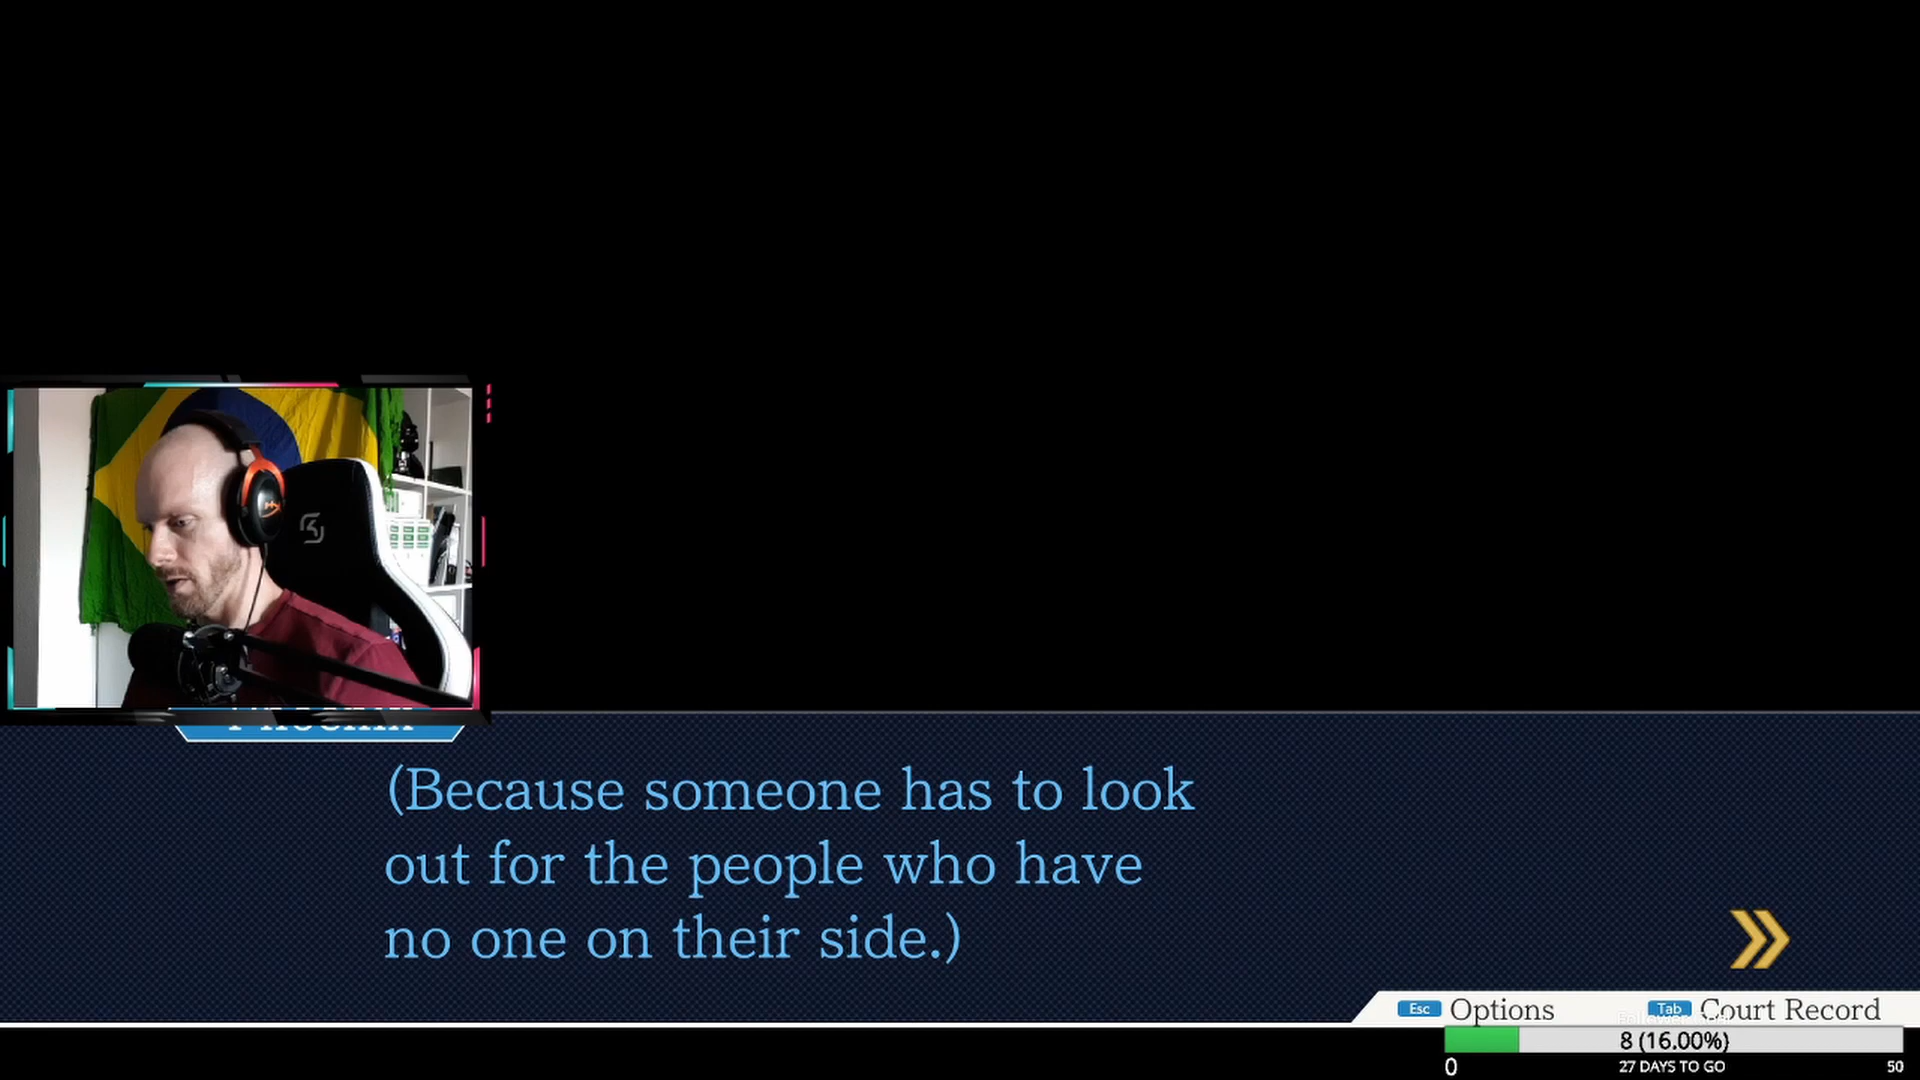 Phoenix
(Because someone has to look
out for the people who have
no one on their side.)
Esc Options Tab Court Record
8 (16.00%)
0 27 DAYS TO GO 50